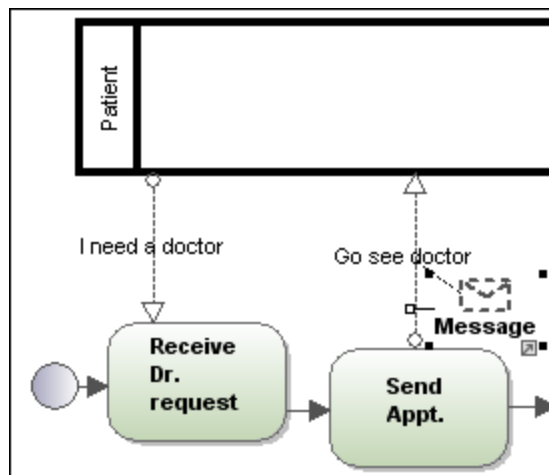 Patient
I need a doctor
Go see doctor
Message
Receive
Dr.
request
Send
Appt.